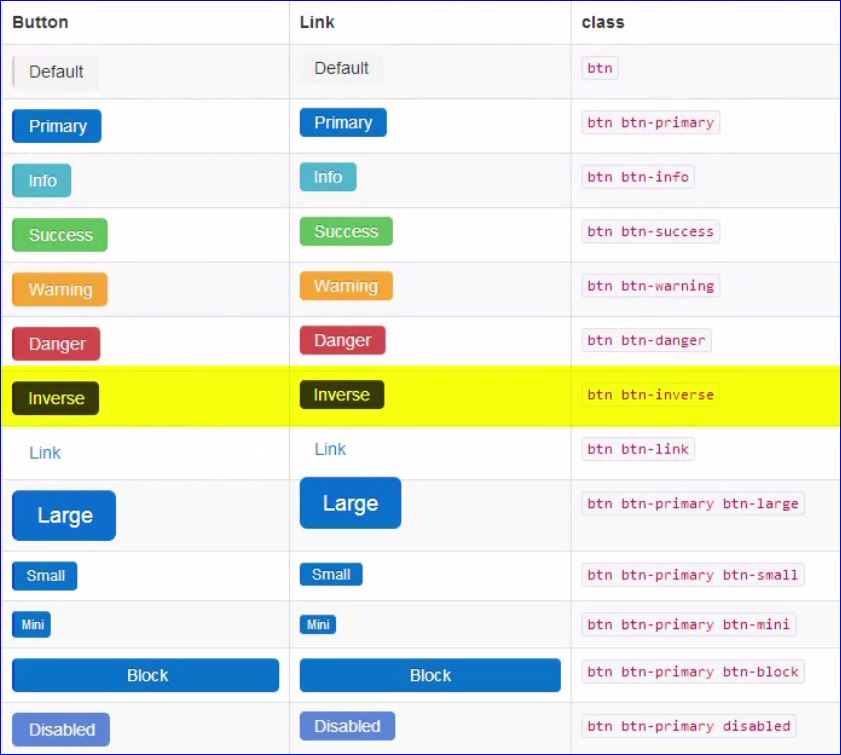 Button Link class
Default Default btn
Primary Primary btn btn-primary
Info Info btn btn-info
Success Success btn btn-success
Warning Warning btn btn-warning
Danger Danger btn btn-danger
Inverse Inverse btn btn-inverse
Link Link btn btn-link
Large Large btn btn-primary btn-large
Small Small btn btn-primary btn-small
Mini Mini btn btn-primary btn-mini
Block Block btn btn-primary btn-block
Disabled Disabled btn btn-primary disabled